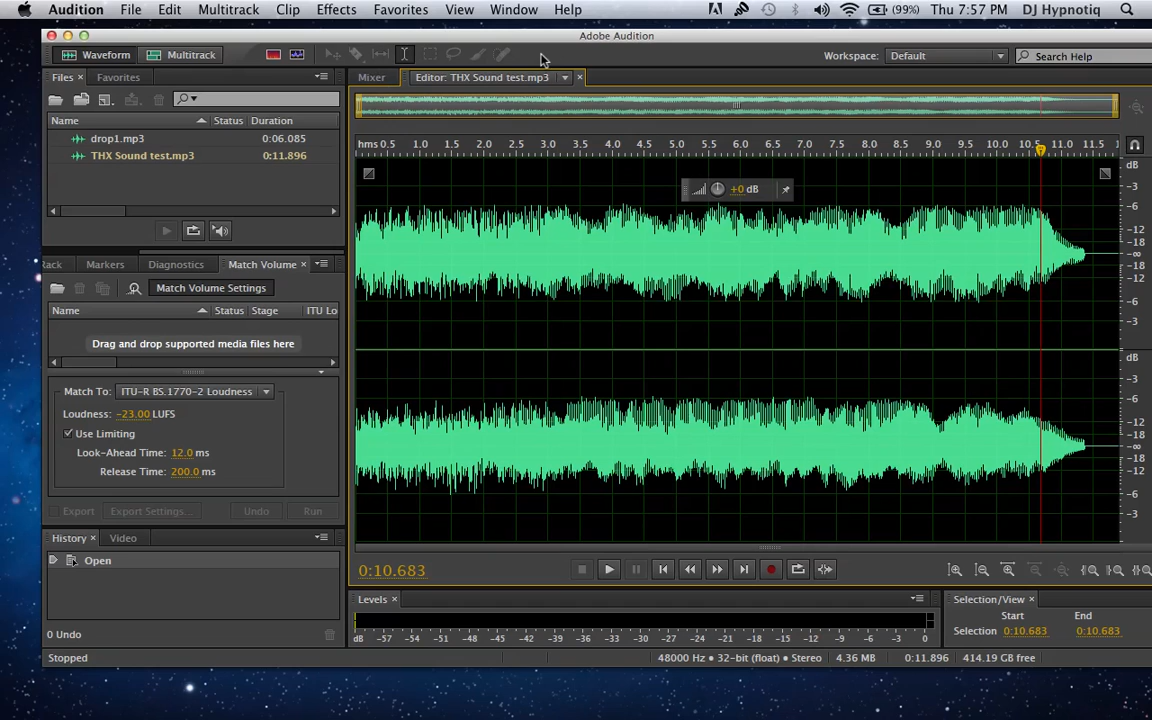 Audition File Edit Multitrack Clip Effects Favorites View Window Help (99%) Thu 7:57 PM DJ Hypnotiq
Adobe Audition
Waveform Multitrack Workspace: Default Search Help
Files × Favorites Mixer Editor: THX Sound test.mp3 ×
Name Status Duration
drop1.mp3 0:06.085
THX Sound test.mp3 0:11.896
hms 0.5 1.0 1.5 2.0 2.5 3.0 3.5 4.0 4.5 5.0 5.5 6.0 6.5 7.0 7.5 8.0 8.5 9.0 9.5 10.0 10.5 11.0 11.5 1
dB
-3
-6
-12
-18
-∞
-18
-12
-6
-3
+0 dB
dB
-3
-6
-12
-18
-∞
-18
-12
-6
-3
Rack Markers Diagnostics Match Volume ×
Match Volume Settings
Name Status Stage ITU Lo
Drag and drop supported media files here
Match To: ITU-R BS.1770-2 Loudness
Loudness: -23.00 LUFS
Use Limiting
Look-Ahead Time: 12.0 ms
Release Time: 200.0 ms
Export Export Settings... Undo Run
History × Video
Open
0 Undo
0:10.683
Levels ×
dB -57 -54 -51 -48 -45 -42 -39 -36 -33 -30 -27 -24 -21 -18 -15 -12 -9 -6 -3 0
Selection/View ×
Start End
Selection 0:10.683 0:10.683
Stopped 48000 Hz • 32-bit (float) • Stereo 4.36 MB 0:11.896 414.19 GB free